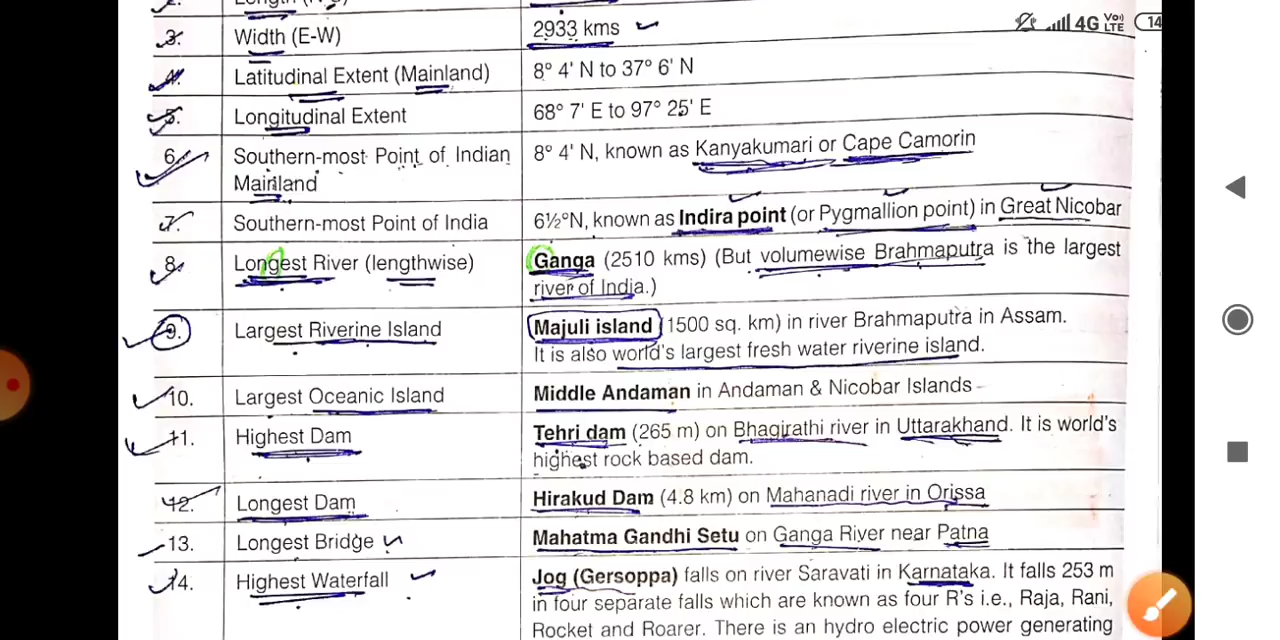 2. Length (N-S)
3. Width (E-W) 2933 kms
4G Vo) LTE 14
4. Latitudinal Extent (Mainland) 8° 4' N to 37° 6' N
5. Longitudinal Extent 68° 7' E to 97° 25' E
6. Southern-most Point of Indian 8° 4' N, known as Kanyakumari or Cape Camorin
Mainland
7. Southern-most Point of India 6½°N, known as Indira point (or Pygmallion point) in Great Nicobar
8. Longest River (lengthwise) Ganga (2510 kms) (But volumewise Brahmaputra is the largest
river of India.)
9. Largest Riverine Island Majuli island 1500 sq. km) in river Brahmaputra in Assam.
It is also world's largest fresh water riverine island.
10. Largest Oceanic Island Middle Andaman in Andaman & Nicobar Islands
11. Highest Dam Tehri dam (265 m) on Bhagirathi river in Uttarakhand. It is world's
highest rock based dam.
12. Longest Dam Hirakud Dam (4.8 km) on Mahanadi river in Orissa
13. Longest Bridge Mahatma Gandhi Setu on Ganga River near Patna
14. Highest Waterfall Jog (Gersoppa) falls on river Saravati in Karnataka. It falls 253 m
in four separate falls which are known as four R's i.e., Raja, Rani,
Rocket and Roarer. There is an hydro electric power generating